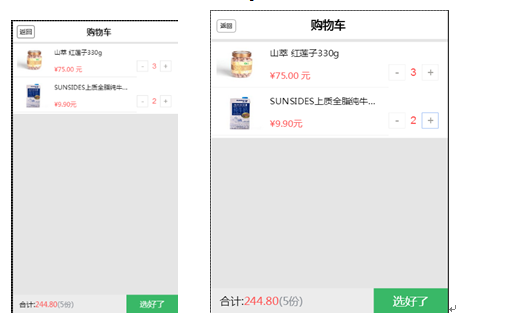 返回
购物车
山萃 红莲子330g
¥75.00 元
- 3 +
SUNSIDES上质全脂纯牛...
¥9.90元
- 2 +
合计:244.80(5份)
选好了
返回
购物车
山萃 红莲子330g
¥75.00 元
- 3 +
SUNSIDES上质全脂纯牛...
¥9.90元
- 2 +
合计:244.80(5份)
选好了